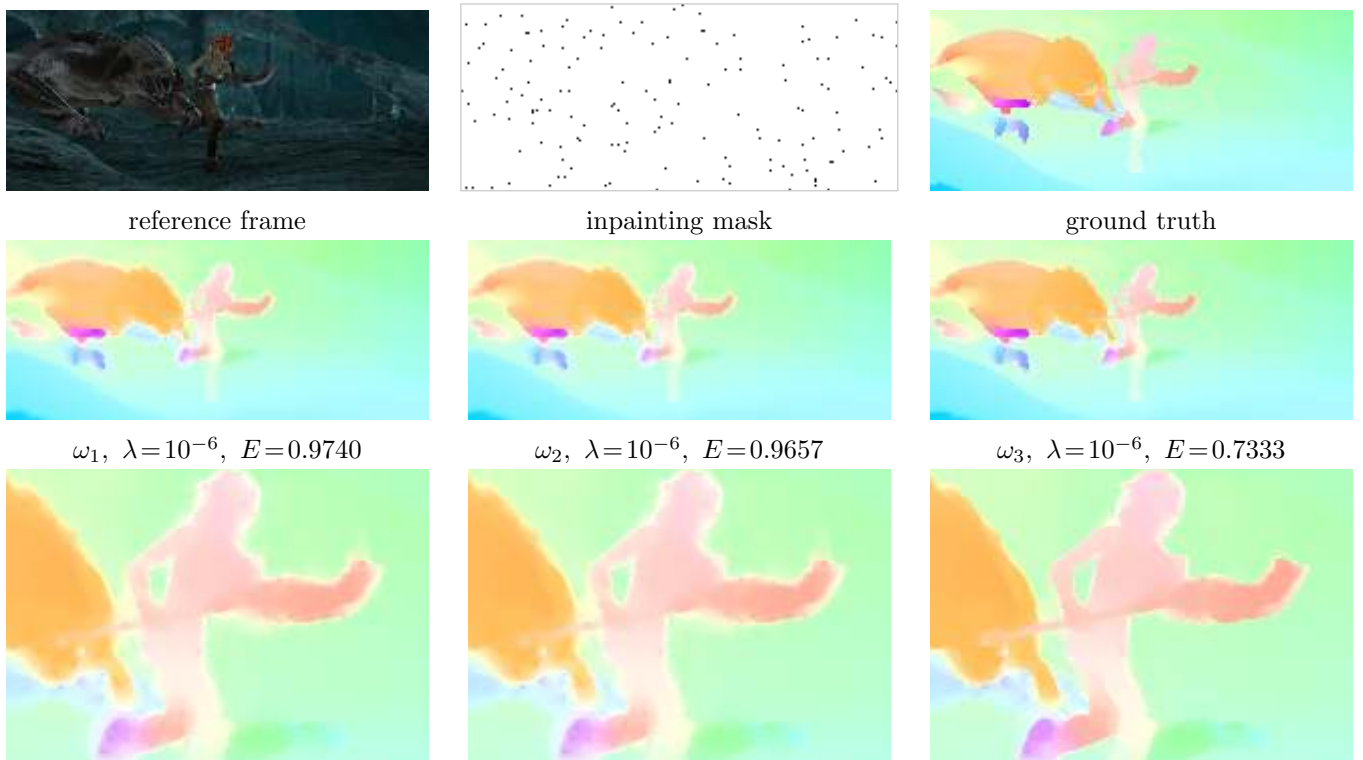 reference frame
inpainting mask
ground truth
ω₁, λ=10⁻⁶, E=0.9740
ω₂, λ=10⁻⁶, E=0.9657
ω₃, λ=10⁻⁶, E=0.7333